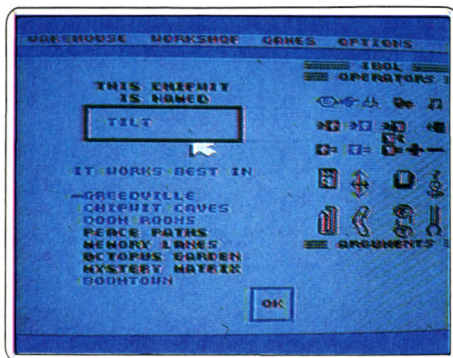 WAREHOUSE WORKSHOP GAMES OPTIONS
IBOL
OPERATORS
THIS CHIPWIT
IS NAMED
TILT
IT WORKS BEST IN
GREEDVILLE
CHIPWIT CAVES
DOOM ROOMS
PEACE PATHS
MEMORY LANES
OCTOPUS GARDEN
MYSTERY MATRIX
BOOMTOWN
ARGUMENTS
OK